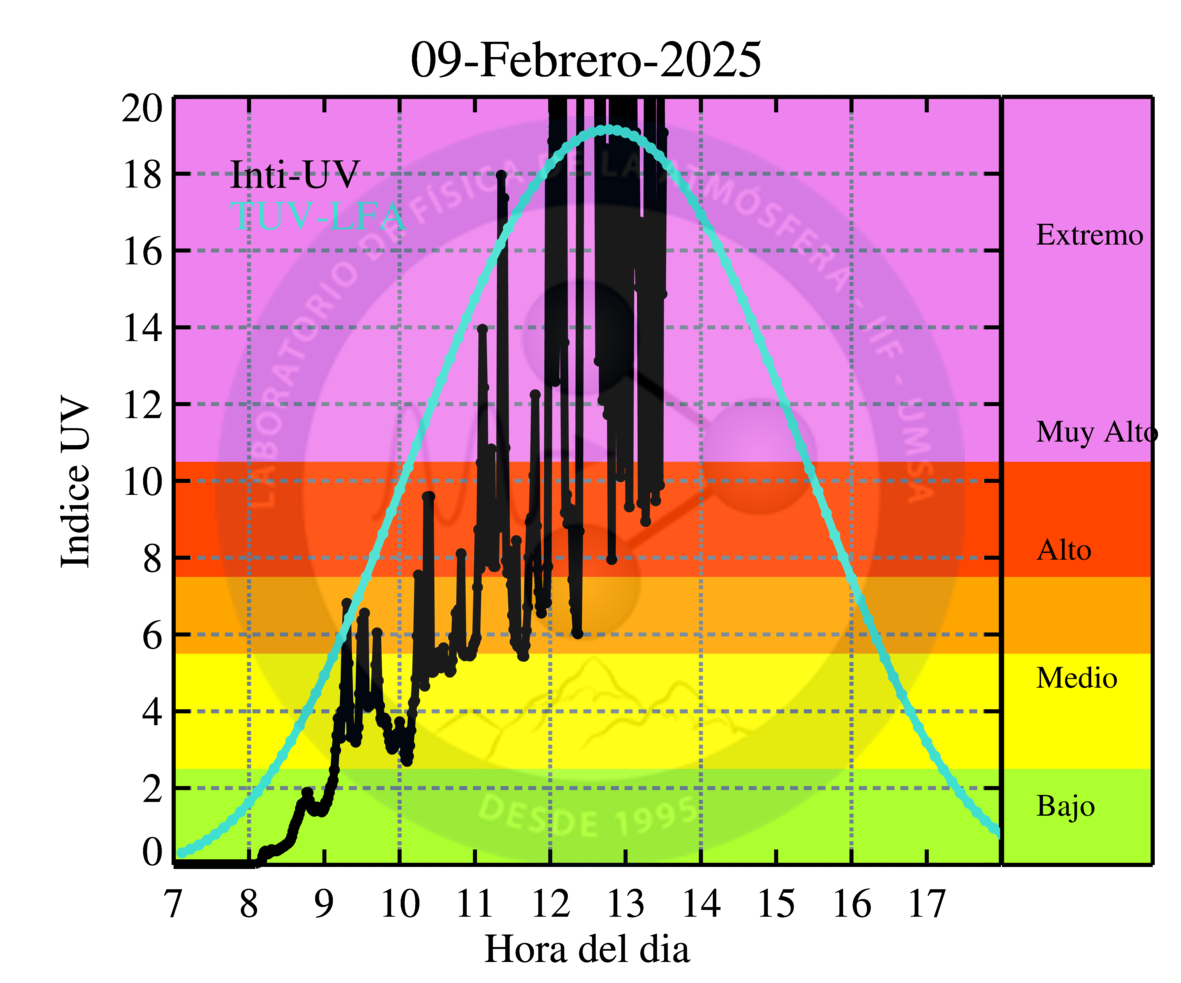 09-Febrero-2025
20
18
16
14
12
10
8
6
4
2
0
Indice UV
Inti-UV
TUV-LFA
LABORATORIO DE FÍSICA DE LA ATMÓSFERA - IIF - UMSA
DESDE 1995
Extremo
Muy Alto
Alto
Medio
Bajo
7 8 9 10 11 12 13 14 15 16 17
Hora del dia